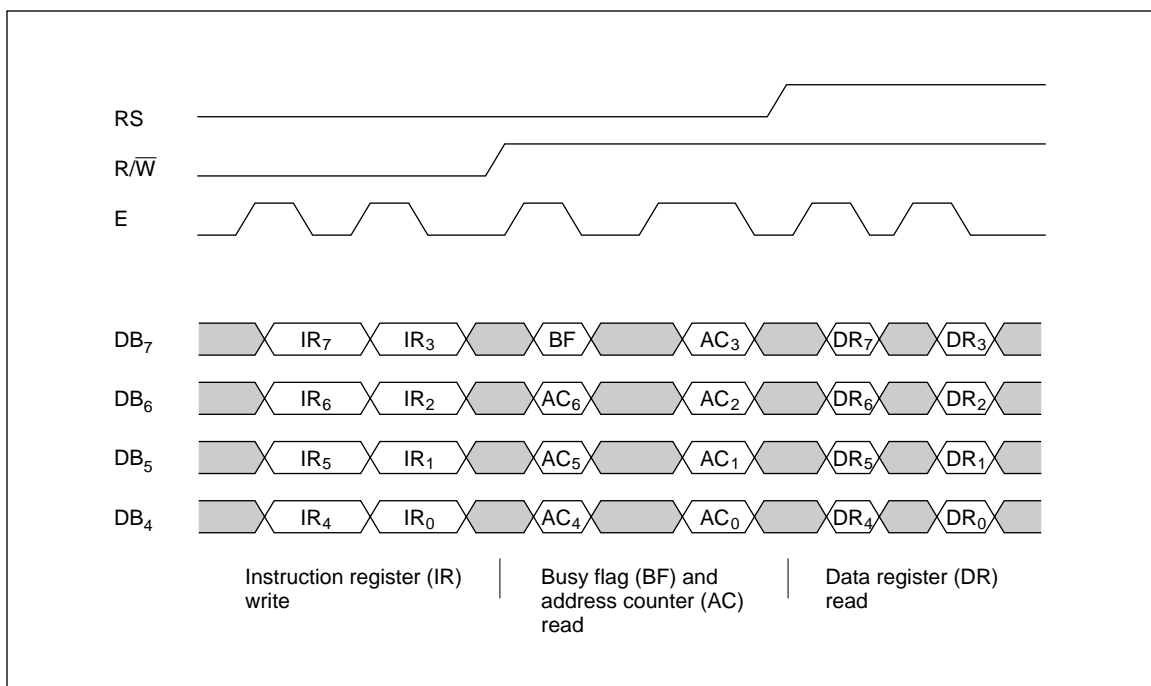 RS
R/W̅
E
DB₇ IR₇ IR₃ BF AC₃ DR₇ DR₃
DB₆ IR₆ IR₂ AC₆ AC₂ DR₆ DR₂
DB₅ IR₅ IR₁ AC₅ AC₁ DR₅ DR₁
DB₄ IR₄ IR₀ AC₄ AC₀ DR₄ DR₀
Instruction register (IR)
write
Busy flag (BF) and
address counter (AC)
read
Data register (DR)
read